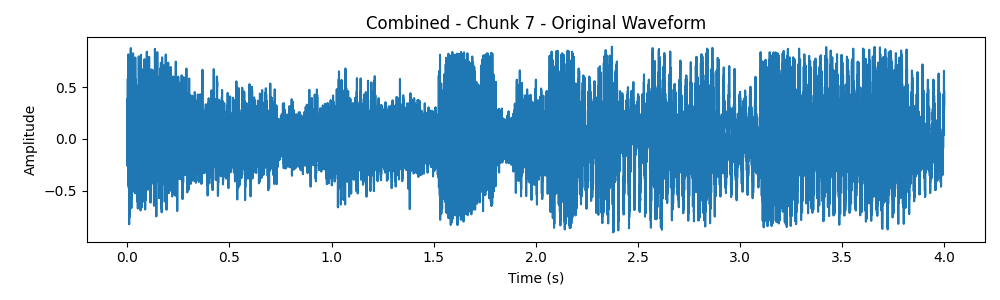 Combined - Chunk 7 - Original Waveform
Amplitude
0.5
0.0
−0.5
0.0 0.5 1.0 1.5 2.0 2.5 3.0 3.5 4.0
Time (s)